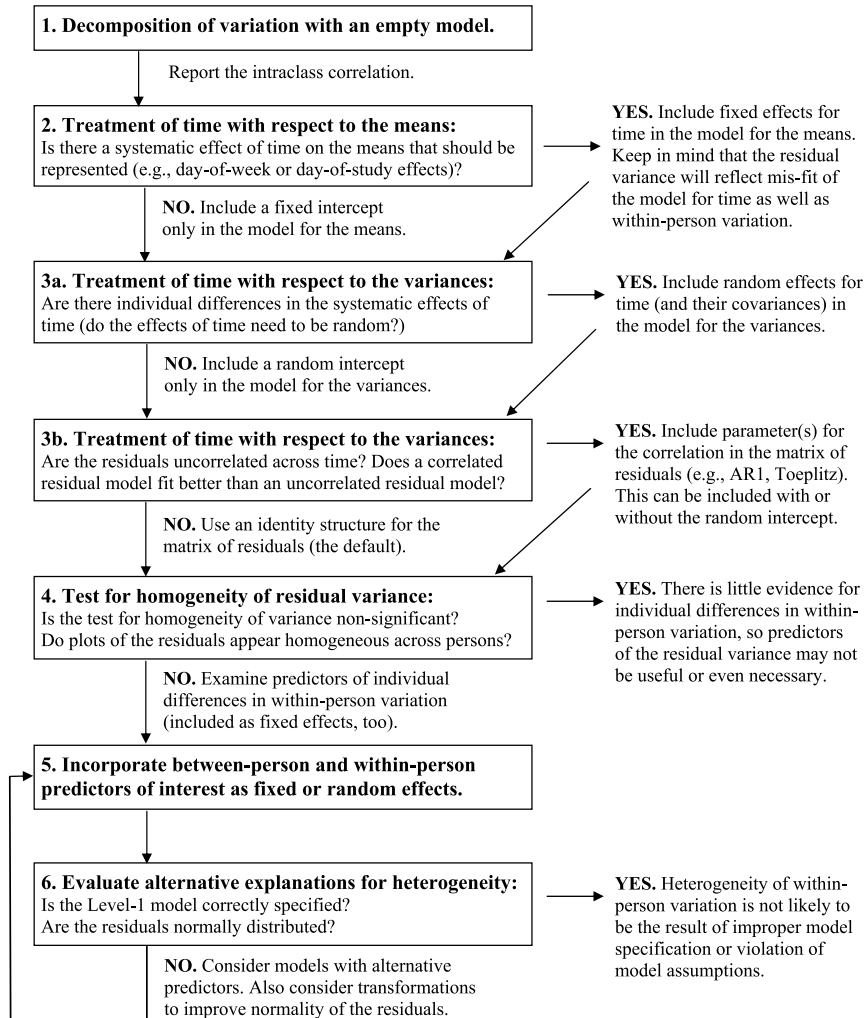 1. Decomposition of variation with an empty model.
Report the intraclass correlation.
2. Treatment of time with respect to the means:
Is there a systematic effect of time on the means that should be
represented (e.g., day-of-week or day-of-study effects)?
YES. Include fixed effects for
time in the model for the means.
Keep in mind that the residual
variance will reflect mis-fit of
the model for time as well as
within-person variation.
NO. Include a fixed intercept
only in the model for the means.
3a. Treatment of time with respect to the variances:
Are there individual differences in the systematic effects of
time (do the effects of time need to be random?)
YES. Include random effects for
time (and their covariances) in
the model for the variances.
NO. Include a random intercept
only in the model for the variances.
3b. Treatment of time with respect to the variances:
Are the residuals uncorrelated across time? Does a correlated
residual model fit better than an uncorrelated residual model?
YES. Include parameter(s) for
the correlation in the matrix of
residuals (e.g., AR1, Toeplitz).
This can be included with or
without the random intercept.
NO. Use an identity structure for the
matrix of residuals (the default).
4. Test for homogeneity of residual variance:
Is the test for homogeneity of variance non-significant?
Do plots of the residuals appear homogeneous across persons?
YES. There is little evidence for
individual differences in within-
person variation, so predictors
of the residual variance may not
be useful or even necessary.
NO. Examine predictors of individual
differences in within-person variation
(included as fixed effects, too).
5. Incorporate between-person and within-person
predictors of interest as fixed or random effects.
6. Evaluate alternative explanations for heterogeneity:
Is the Level-1 model correctly specified?
Are the residuals normally distributed?
YES. Heterogeneity of within-
person variation is not likely to
be the result of improper model
specification or violation of
model assumptions.
NO. Consider models with alternative
predictors. Also consider transformations
to improve normality of the residuals.